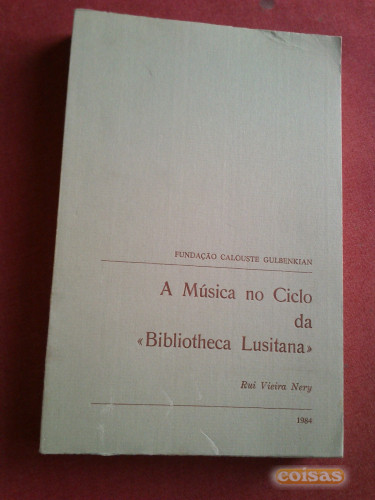 FUNDAÇÃO CALOUSTE GULBENKIAN
A Música no Ciclo
da
«Bibliotheca Lusitana»
Rui Vieira Nery
1984
coisas